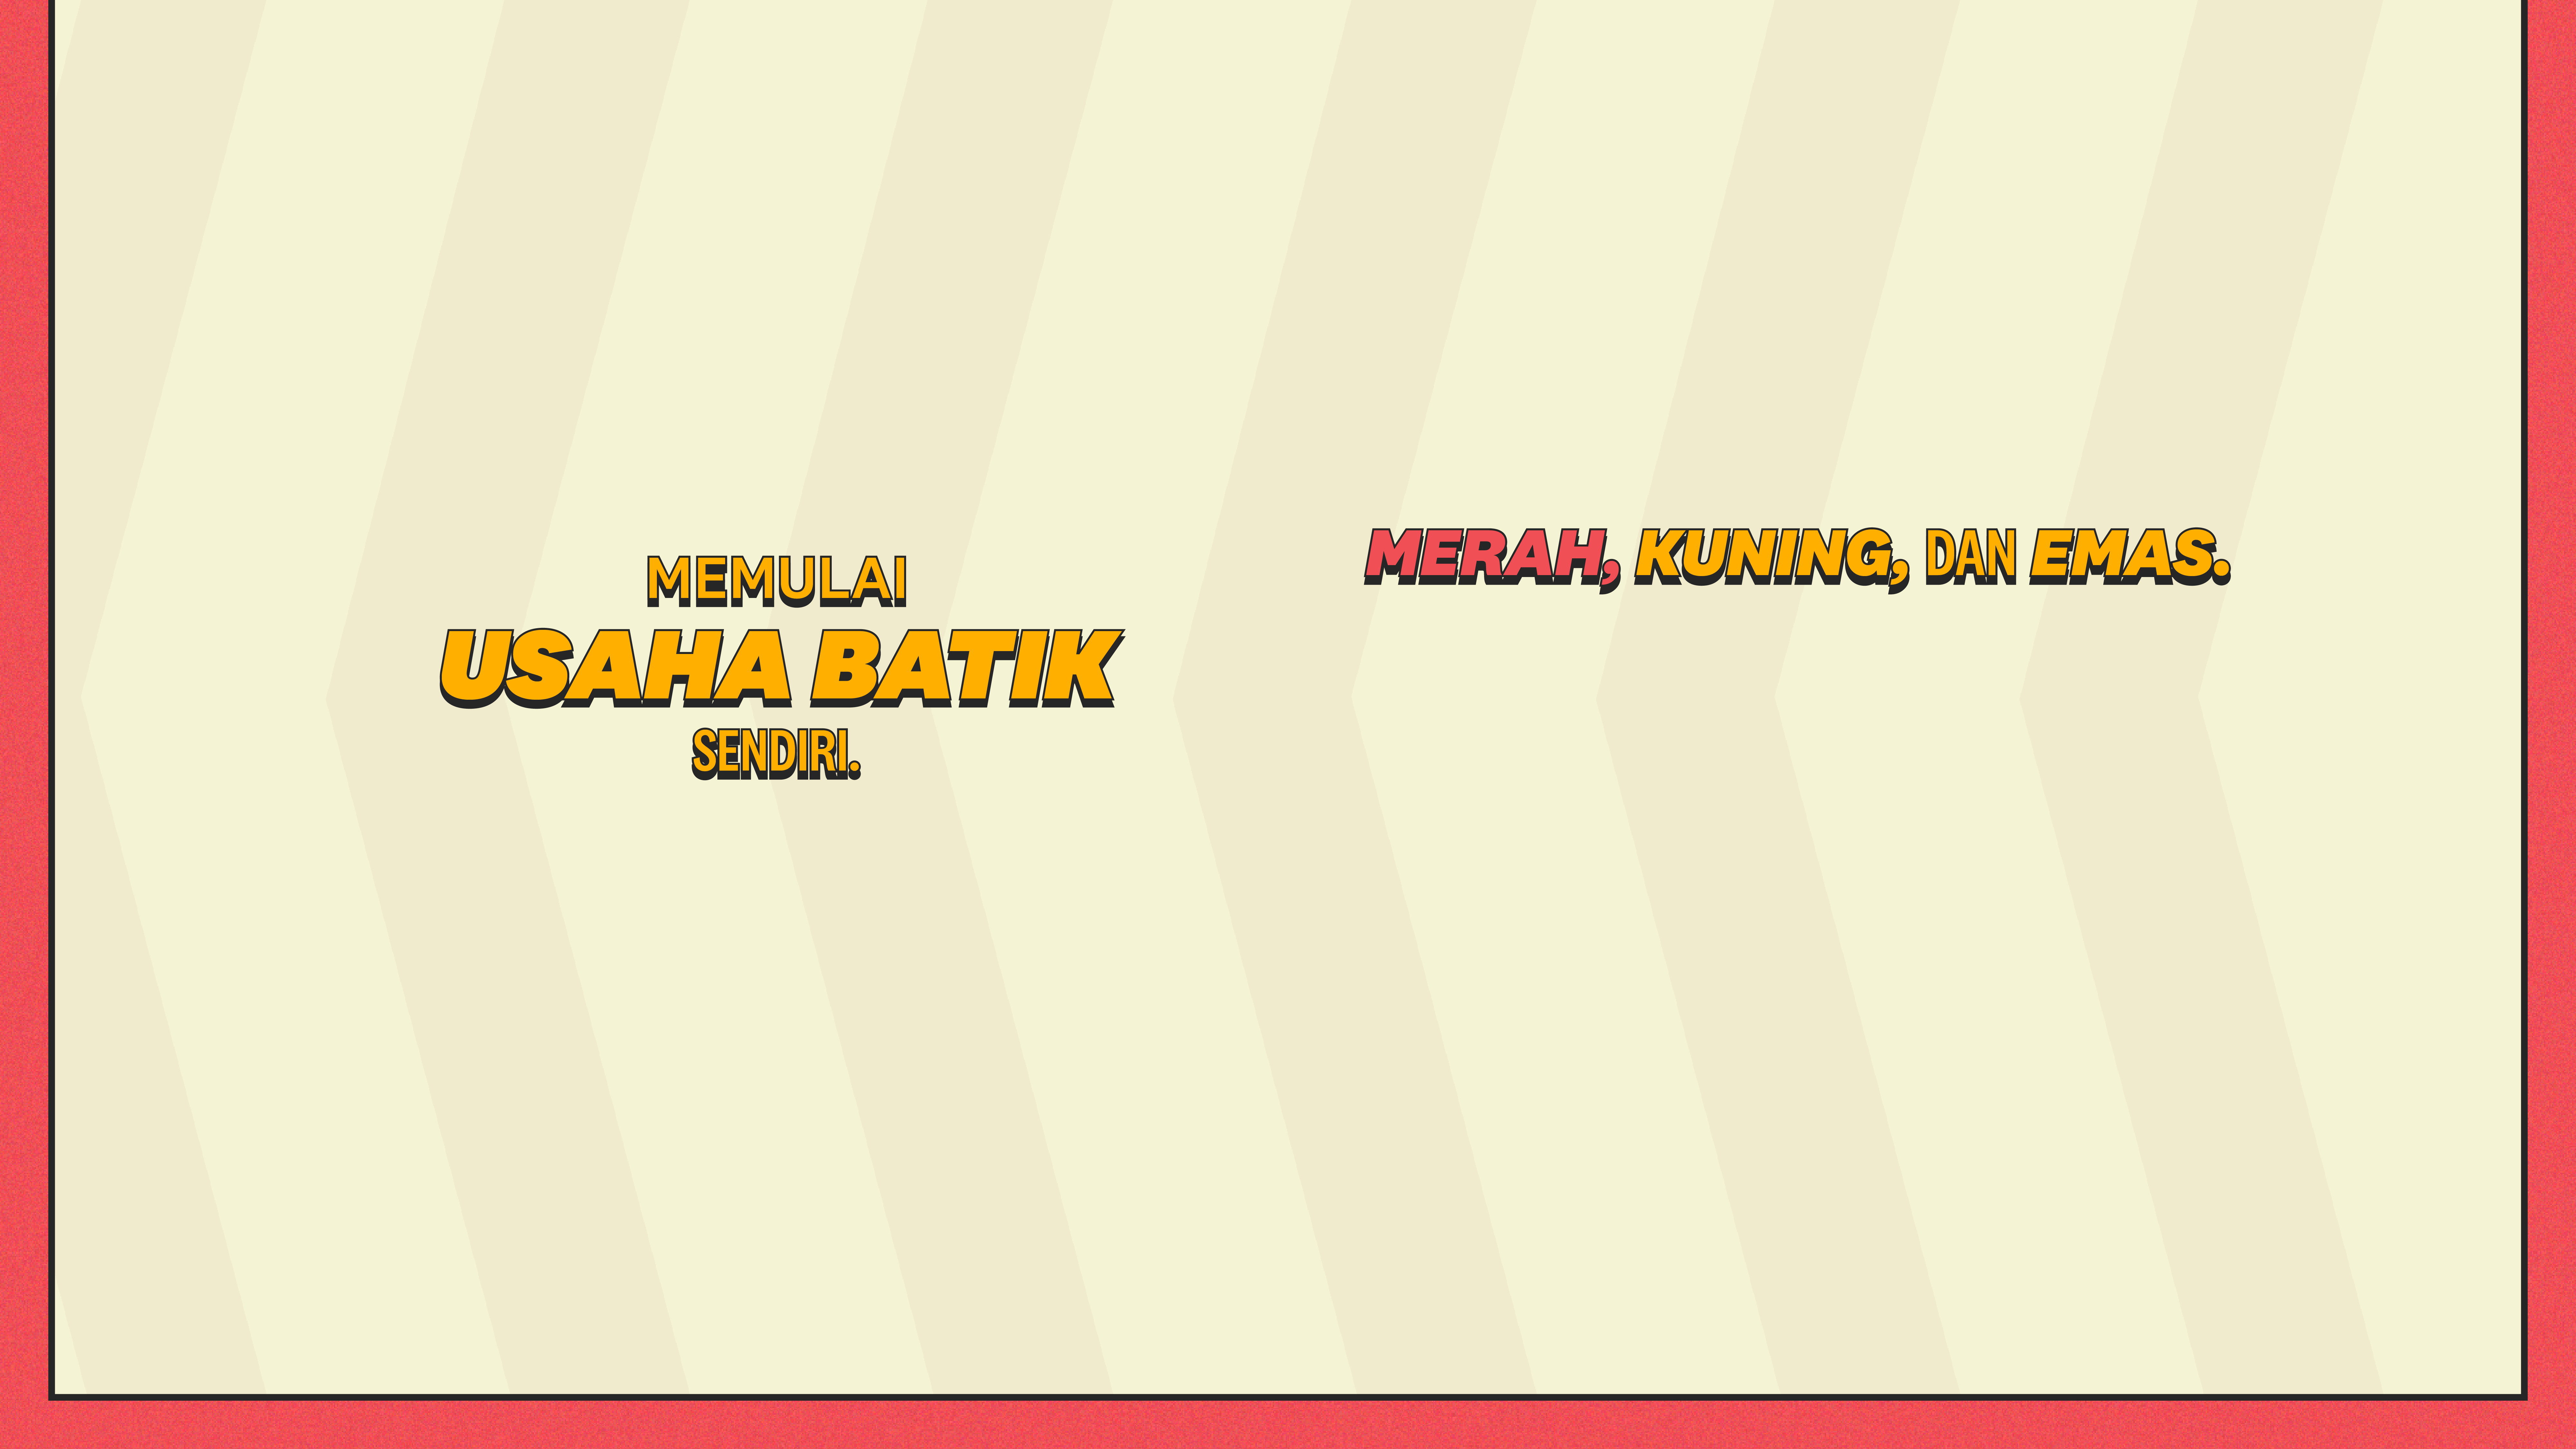 MEMULAI
USAHA BATIK
SENDIRI.
MERAH, KUNING, DAN EMAS.